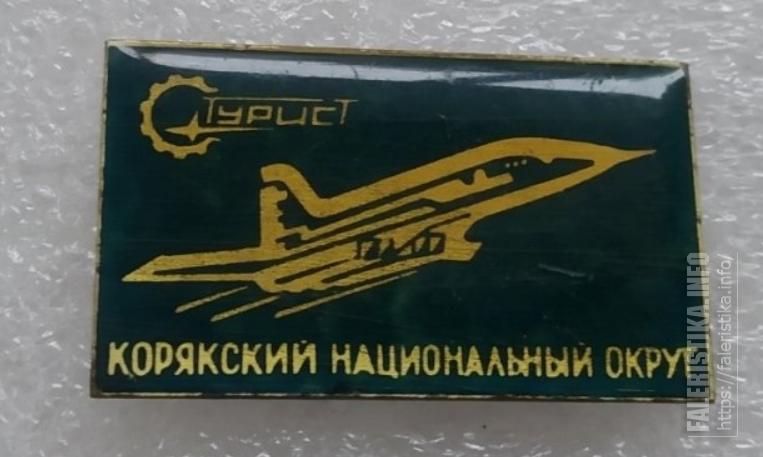 ТУРИСТ
КОРЯКСКИЙ НАЦИОНАЛЬНЫЙ ОКРУГ
FALERISTIKA.INFO
https://faleristika.info/